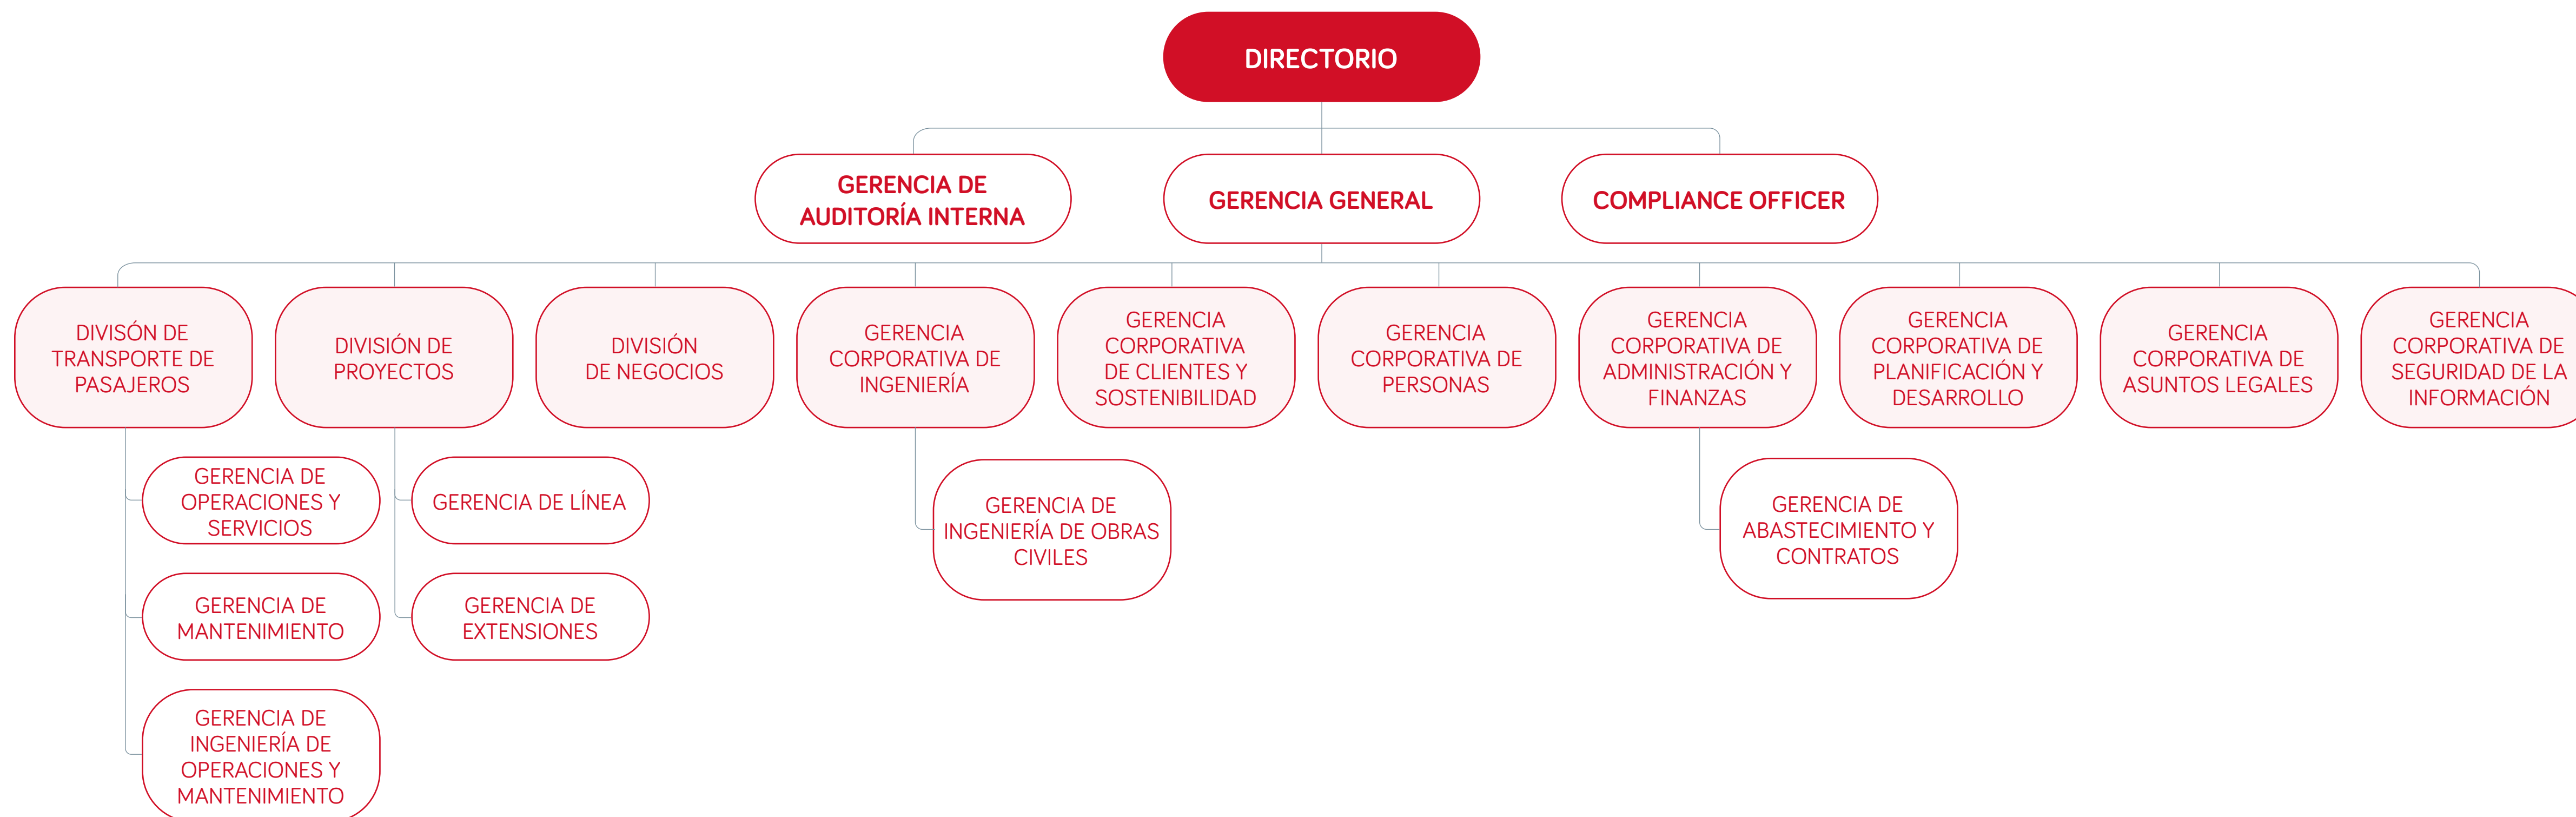 DIRECTORIO
GERENCIA DE
AUDITORÍA INTERNA
GERENCIA GENERAL
COMPLIANCE OFFICER
DIVISÓN DE
TRANSPORTE DE
PASAJEROS
DIVISIÓN DE
PROYECTOS
DIVISIÓN
DE NEGOCIOS
GERENCIA
CORPORATIVA DE
INGENIERÍA
GERENCIA
CORPORATIVA
DE CLIENTES Y
SOSTENIBILIDAD
GERENCIA
CORPORATIVA DE
PERSONAS
GERENCIA
CORPORATIVA DE
ADMINISTRACIÓN Y
FINANZAS
GERENCIA
CORPORATIVA DE
PLANIFICACIÓN Y
DESARROLLO
GERENCIA
CORPORATIVA DE
ASUNTOS LEGALES
GERENCIA
CORPORATIVA DE
SEGURIDAD DE LA
INFORMACIÓN
GERENCIA DE
OPERACIONES Y
SERVICIOS
GERENCIA DE LÍNEA
GERENCIA DE
INGENIERÍA DE OBRAS
CIVILES
GERENCIA DE
ABASTECIMIENTO Y
CONTRATOS
GERENCIA DE
MANTENIMIENTO
GERENCIA DE
EXTENSIONES
GERENCIA DE
INGENIERÍA DE
OPERACIONES Y
MANTENIMIENTO